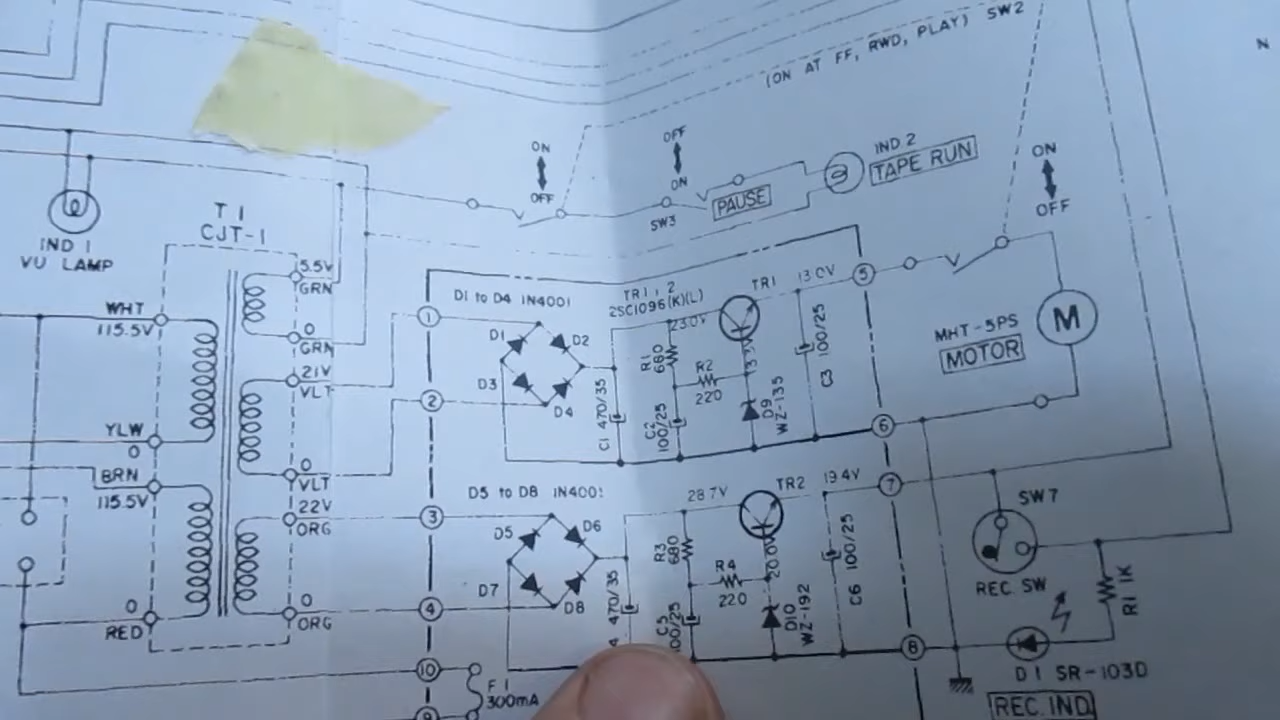 (ON AT FF, RWD, PLAY) SW2
N
ON
OFF
OFF
ON
SW3
PAUSE
IND 2
TAPE RUN
ON
OFF
IND 1
VU LAMP
T1
CJT-1
WHT
115.5V
YLW
0
BRN
115.5V
0
RED
5.5V
GRN
0
GRN
21V
VLT
0
VLT
22V
ORG
0
ORG
1
2
3
4
10
F1
300mA
D1 to D4 1N4001
D1
D2
D3
D4
C1 470/35
TR1, 2
2SC1096(K)(L)
23.0V
R1
680
R2
220
C2
100/25
TR1
13.0V
D9
WZ-135
C3 100/25
5
6
MHT-5PS
MOTOR
M
D5 to D8 1N4001
D5
D6
D7
D8
470/35
28.7V
R3
680
R4
220
C5
100/25
TR2
19.4V
20.0V
D10
WZ-192
C6 100/25
7
8
SW7
REC SW
R1 1K
D1 SR-103D
REC. IND